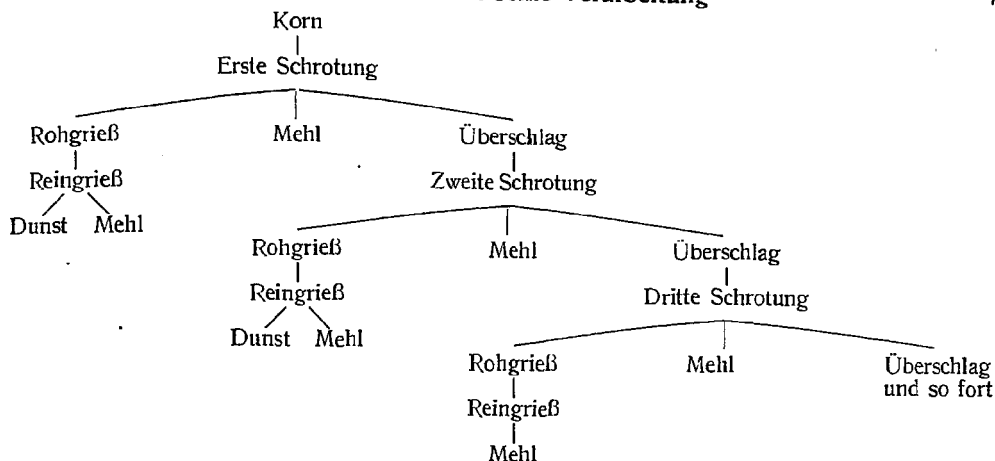 Korn
Erste Schrotung
Rohgrieß Mehl Überschlag
Reingrieß Zweite Schrotung
Dunst Mehl
Rohgrieß Mehl Überschlag
Reingrieß Dritte Schrotung
Dunst Mehl
Rohgrieß Mehl Überschlag
und so fort
Reingrieß
Mehl